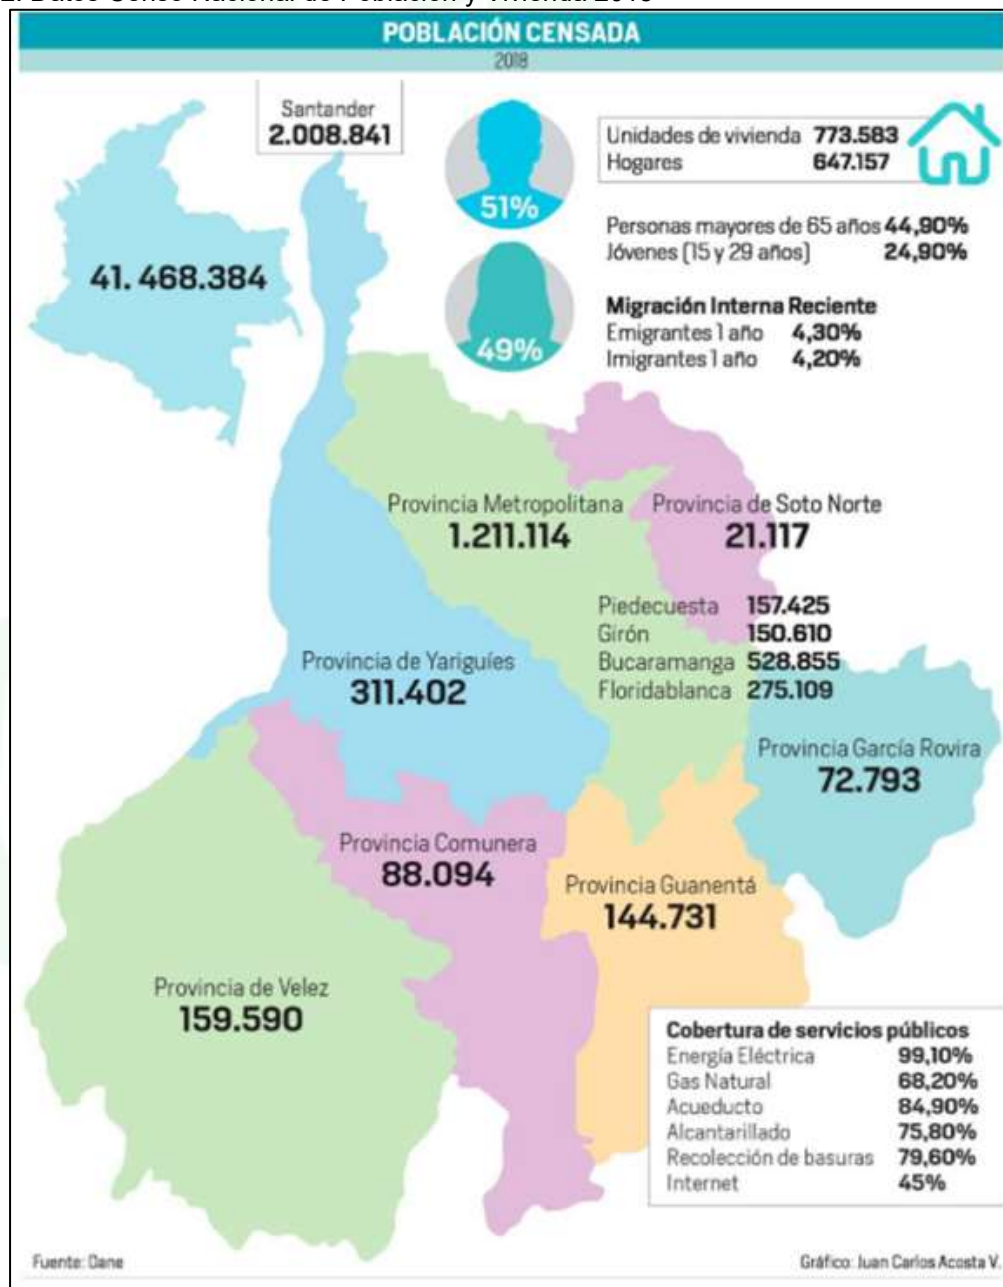 POBLACIÓN CENSADA
2018
Santander
2.008.841
41. 468.384
51%
49%
Unidades de vivienda 773.583
Hogares 647.157
Personas mayores de 65 años 44,90%
Jóvenes (15 y 29 años) 24,90%
Migración Interna Reciente
Emigrantes 1 año 4,30%
Imigrantes 1 año 4,20%
Provincia Metropolitana
1.211.114
Provincia de Soto Norte
21.117
Piedecuesta 157.425
Girón 150.610
Bucaramanga 528.855
Floridablanca 275.109
Provincia de Yariguíes
311.402
Provincia García Rovira
72.793
Provincia Comunera
88.094
Provincia Guanentá
144.731
Provincia de Velez
159.590
Cobertura de servicios públicos
Energía Eléctrica 99,10%
Gas Natural 68,20%
Acueducto 84,90%
Alcantarillado 75,80%
Recolección de basuras 79,60%
Internet 45%
Fuente: Dane
Gráfico: Juan Carlos Acosta V.